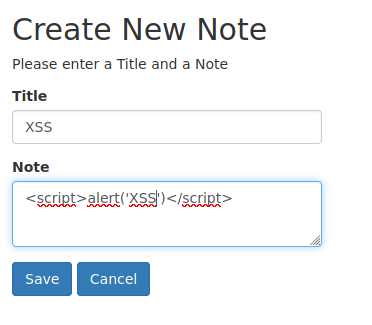 Create New Note
Please enter a Title and a Note
Title
XSS
Note
<script>alert('XSS')</script>
Save Cancel